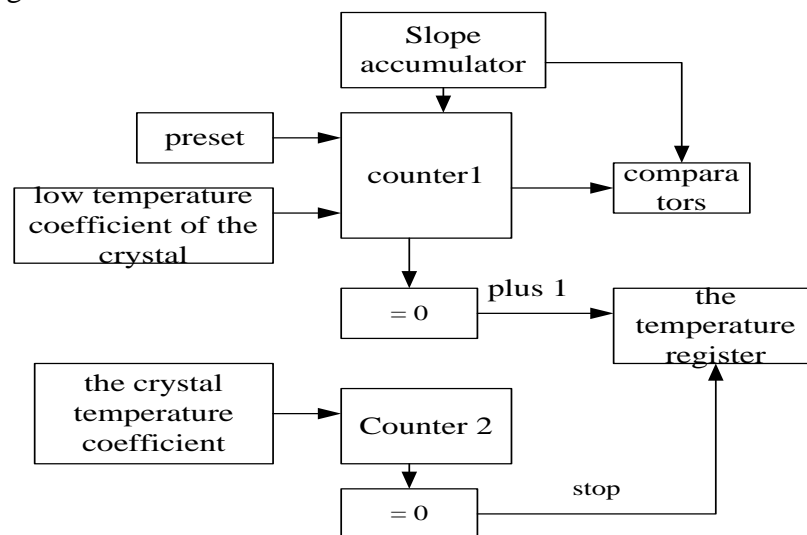 g
Slope
accumulator
preset
counter1
low temperature
coefficient of the
crystal
compara
tors
= 0
plus 1
the
temperature
register
the crystal
temperature
coefficient
Counter 2
stop
= 0